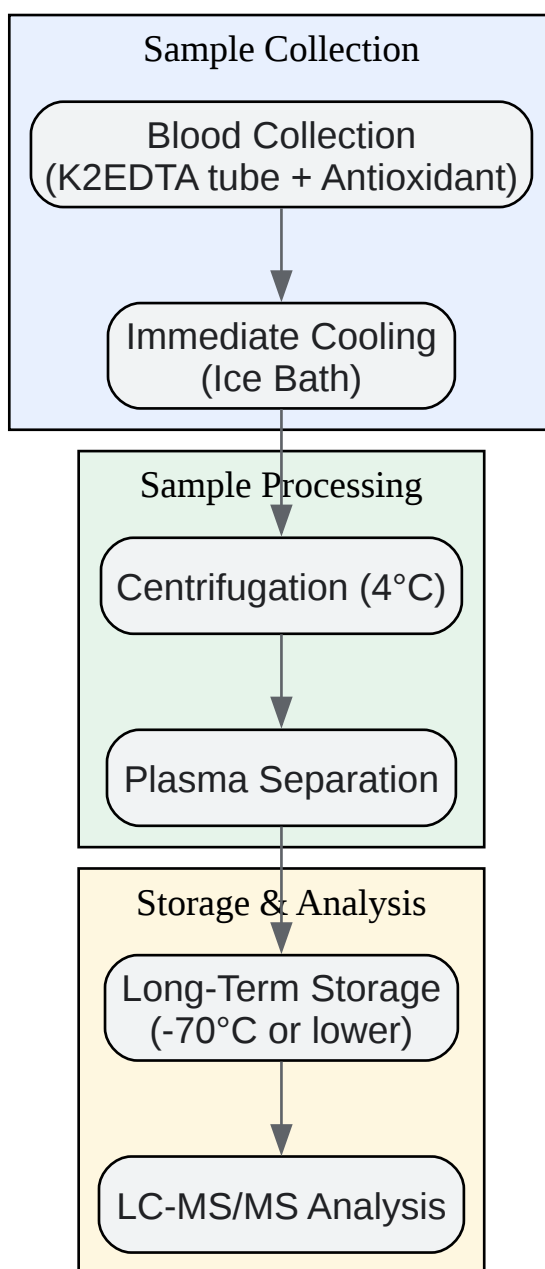 Sample Collection
Blood Collection
(K2EDTA tube + Antioxidant)
Immediate Cooling
(Ice Bath)
Sample Processing
Centrifugation (4°C)
Plasma Separation
Storage & Analysis
Long-Term Storage
(-70°C or lower)
LC-MS/MS Analysis